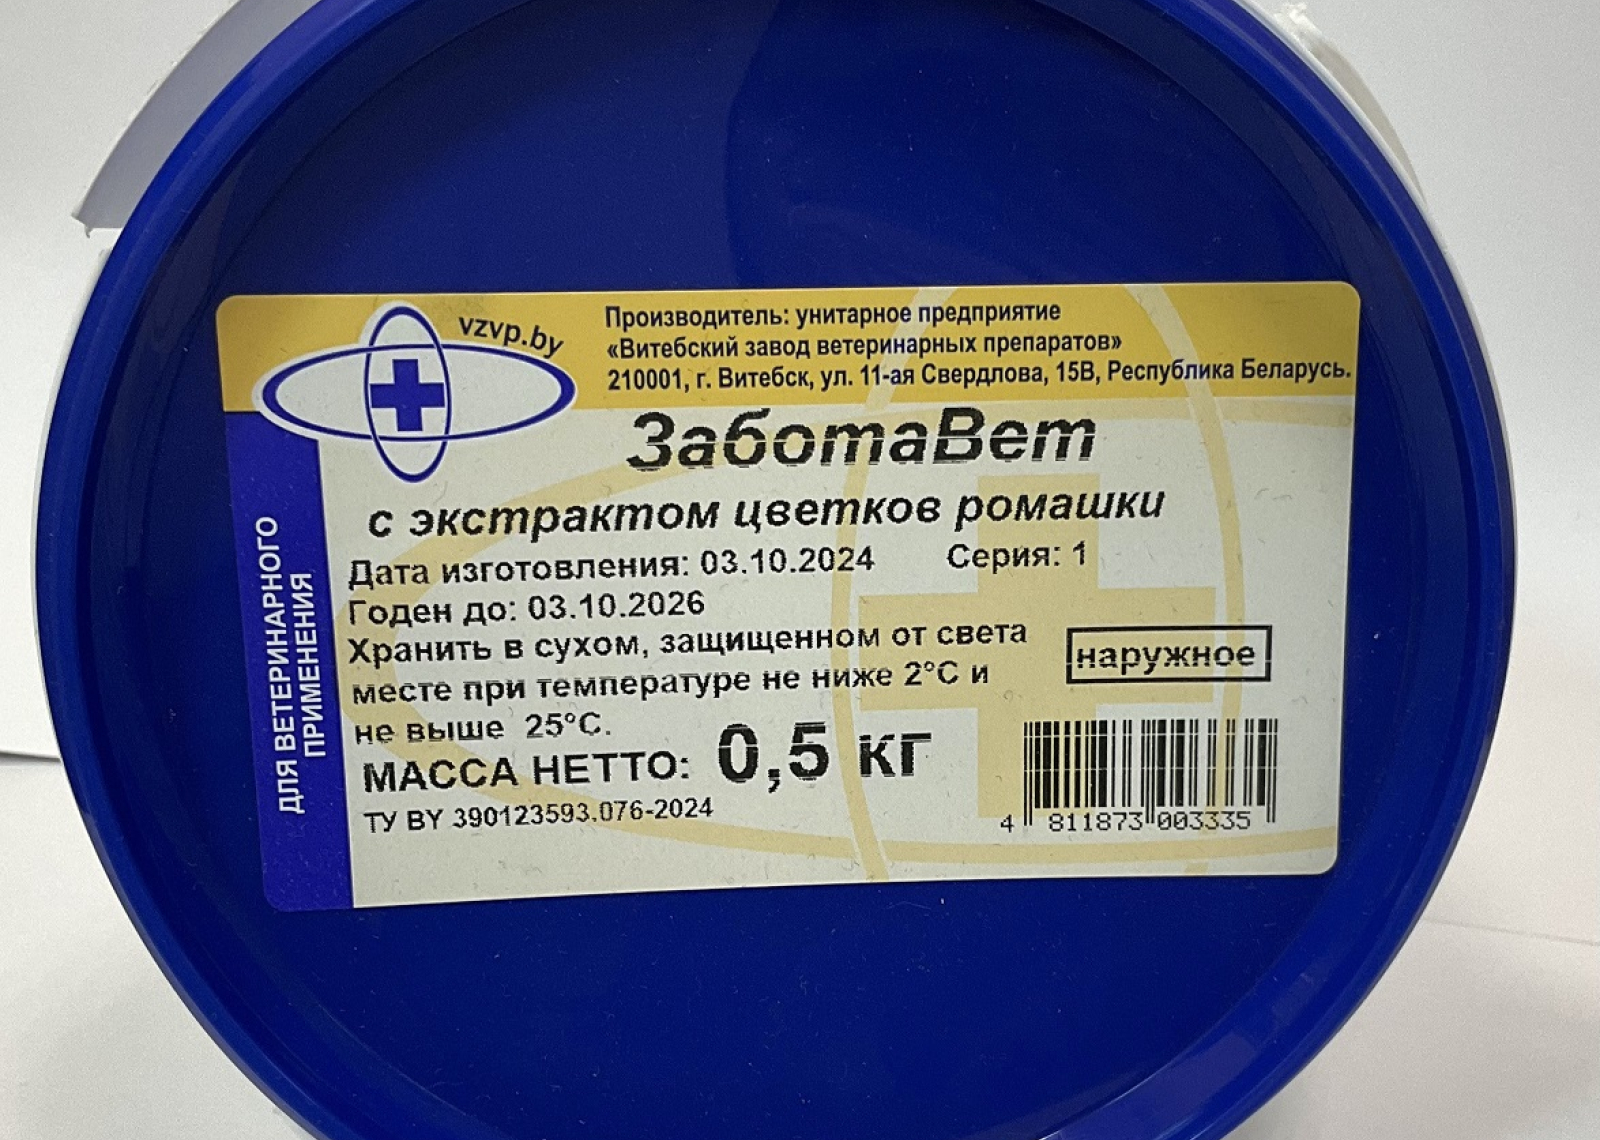 vzvp.by
Производитель: унитарное предприятие
«Витебский завод ветеринарных препаратов»
210001, г. Витебск, ул. 11-ая Свердлова, 15В, Республика Беларусь.
ЗаботаВет
с экстрактом цветков ромашки
Дата изготовления: 03.10.2024 Серия: 1
Годен до: 03.10.2026
Хранить в сухом, защищенном от света
месте при температуре не ниже 2°С и
не выше 25°С.
наружное
МАССА НЕТТО: 0,5 кг
ТУ BY 390123593.076-2024
4 811873 003335
ДЛЯ ВЕТЕРИНАРНОГО
ПРИМЕНЕНИЯ